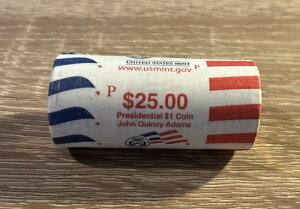 UNITED STATES MINT
www.usmint.gov P
P $25.00
Presidential $1 Coin
John Quincy Adams